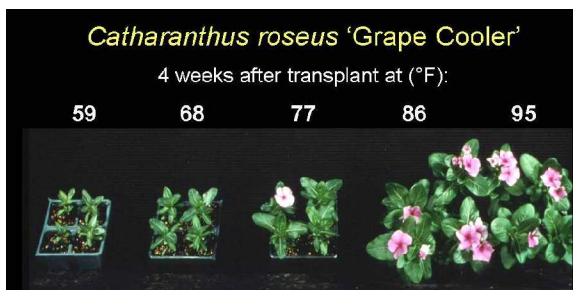 Catharanthus roseus ‘Grape Cooler’
4 weeks after transplant at (°F):
59 68 77 86 95